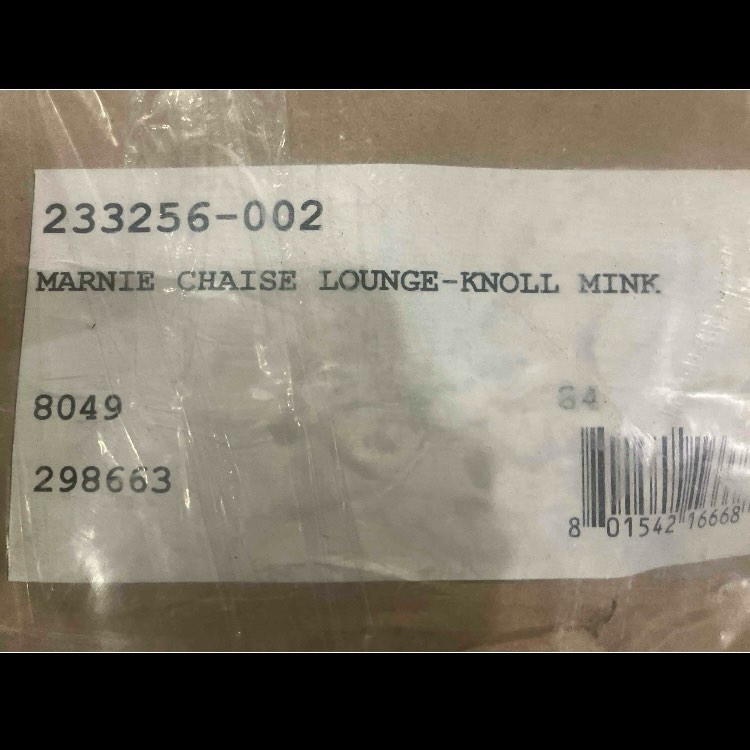 233256-002
MARNIE CHAISE LOUNGE-KNOLL MINK
8049
84
298663
8 01542 16668